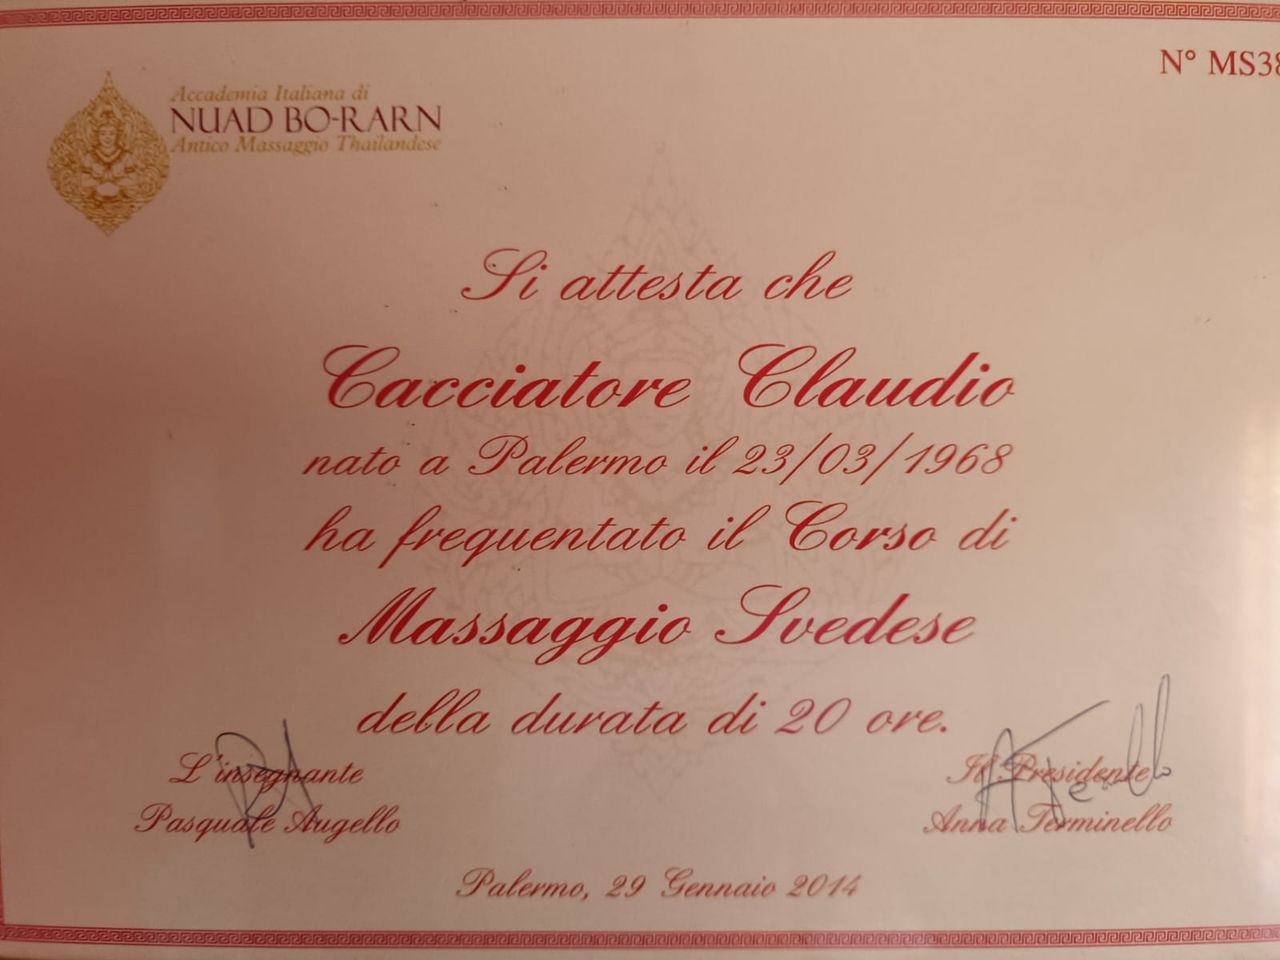 N° MS38
Accademia Italiana di
NUAD BO-RARN
Antico Massaggio Thailandese
Si attesta che
Cacciatore Claudio
nato a Palermo il 23/03/1968
ha frequentato il Corso di
Massaggio Svedese
della durata di 20 ore.
L'insegnante
Pasquale Augello
Il Presidente
Anna Terminello
Palermo, 29 Gennaio 2014